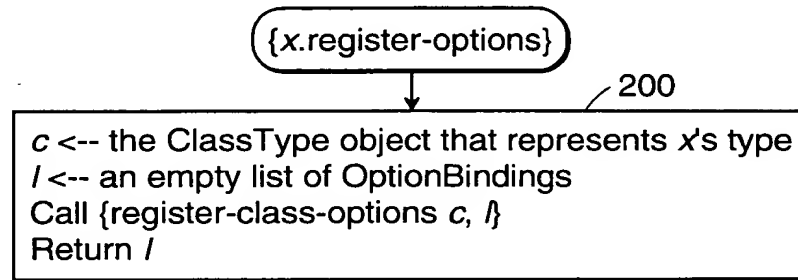 {x.register-options}
200
c <-- the ClassType object that represents x's type
l <-- an empty list of OptionBindings
Call {register-class-options c, l}
Return l